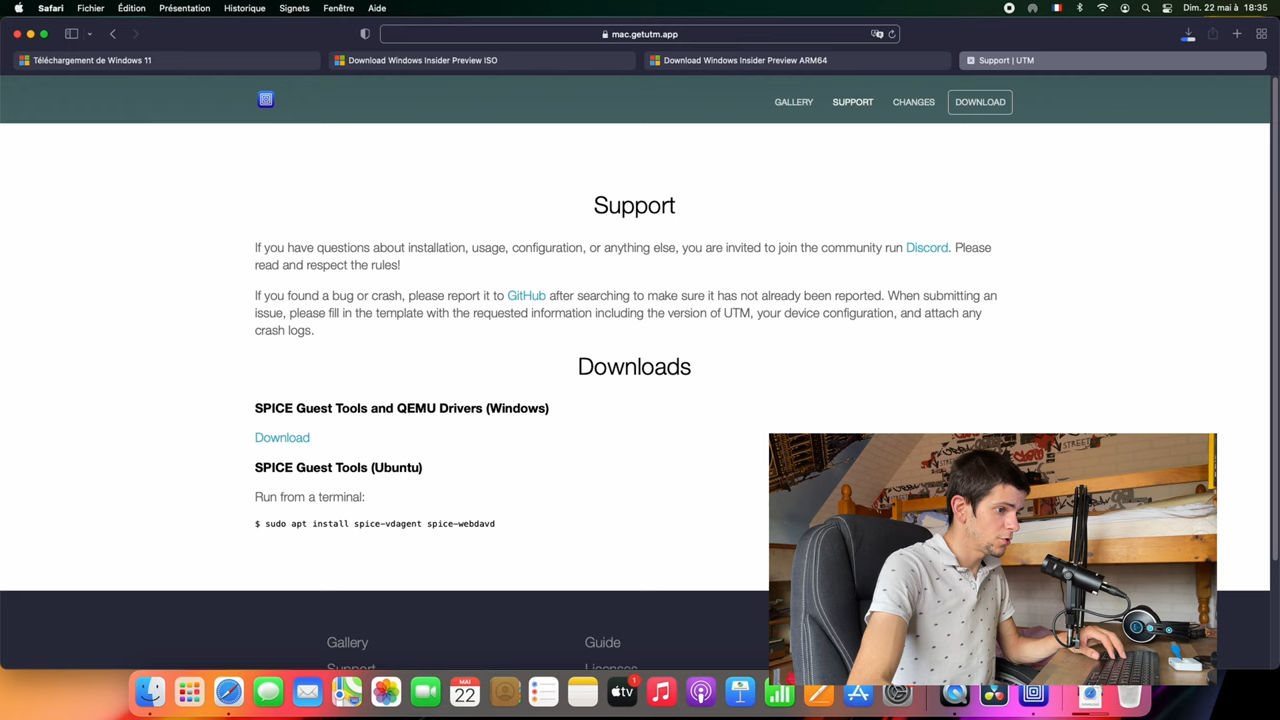 Safari Fichier Édition Présentation Historique Signets Fenêtre Aide Dim. 22 mai à 18:35
mac.getutm.app
Téléchargement de Windows 11 Download Windows Insider Preview ISO Download Windows Insider Preview ARM64 Support | UTM
GALLERY SUPPORT CHANGES DOWNLOAD
Support
If you have questions about installation, usage, configuration, or anything else, you are invited to join the community run Discord. Please
read and respect the rules!
If you found a bug or crash, please report it to GitHub after searching to make sure it has not already been reported. When submitting an
issue, please fill in the template with the requested information including the version of UTM, your device configuration, and attach any
crash logs.
Downloads
SPICE Guest Tools and QEMU Drivers (Windows)
Download
SPICE Guest Tools (Ubuntu)
Run from a terminal:
$ sudo apt install spice-vdagent spice-webdavd
STREET
Gallery Guide
Support Licenses
MAI
22
tv
1